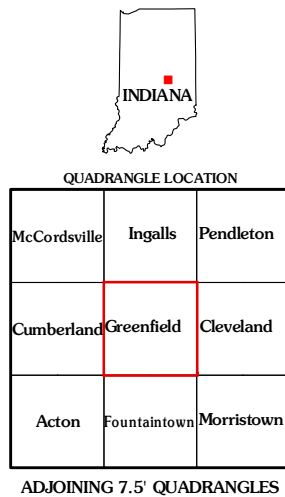 INDIANA
QUADRANGLE LOCATION
McCordsville Ingalls Pendleton
Cumberland Greenfield Cleveland
Acton Fountaintown Morristown
ADJOINING 7.5' QUADRANGLES